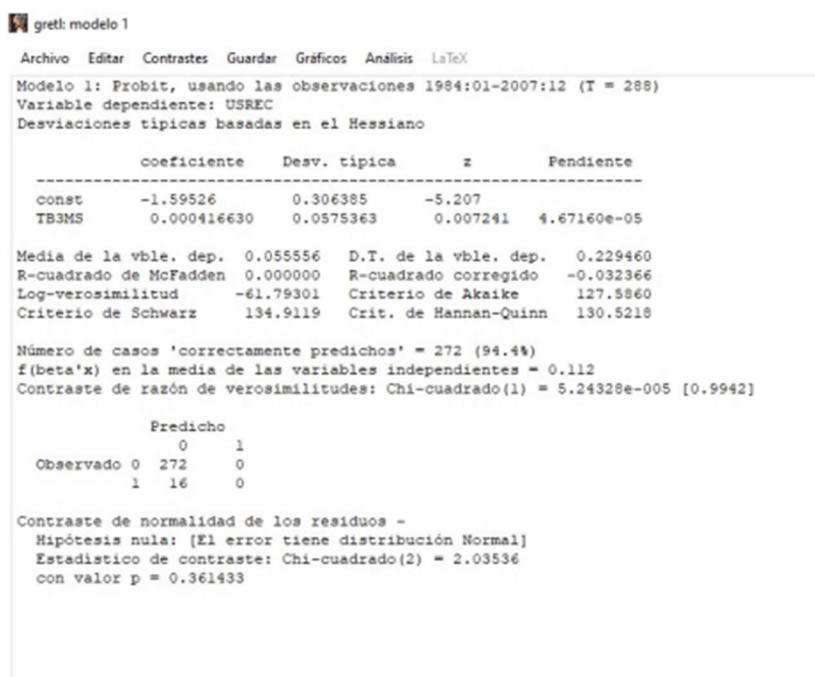 gretl: modelo 1
Archivo Editar Contrastes Guardar Gráficos Análisis LaTeX
Modelo 1: Probit, usando las observaciones 1984:01-2007:12 (T = 288)
Variable dependiente: USREC
Desviaciones típicas basadas en el Hessiano
coeficiente Desv. típica z Pendiente
const -1.59526 0.306385 -5.207
TB3MS 0.000416630 0.0575363 0.007241 4.67160e-05
Media de la vble. dep. 0.055556 D.T. de la vble. dep. 0.229460
R-cuadrado de McFadden 0.000000 R-cuadrado corregido -0.032366
Log-verosimilitud -61.79301 Criterio de Akaike 127.5860
Criterio de Schwarz 134.9119 Crit. de Hannan-Quinn 130.5218
Número de casos 'correctamente predichos' = 272 (94.4%)
f(beta'x) en la media de las variables independientes = 0.112
Contraste de razón de verosimilitudes: Chi-cuadrado(1) = 5.24328e-005 [0.9942]
Predicho
0 1
Observado 0 272 0
1 16 0
Contraste de normalidad de los residuos -
Hipótesis nula: [El error tiene distribución Normal]
Estadístico de contraste: Chi-cuadrado(2) = 2.03536
con valor p = 0.361433